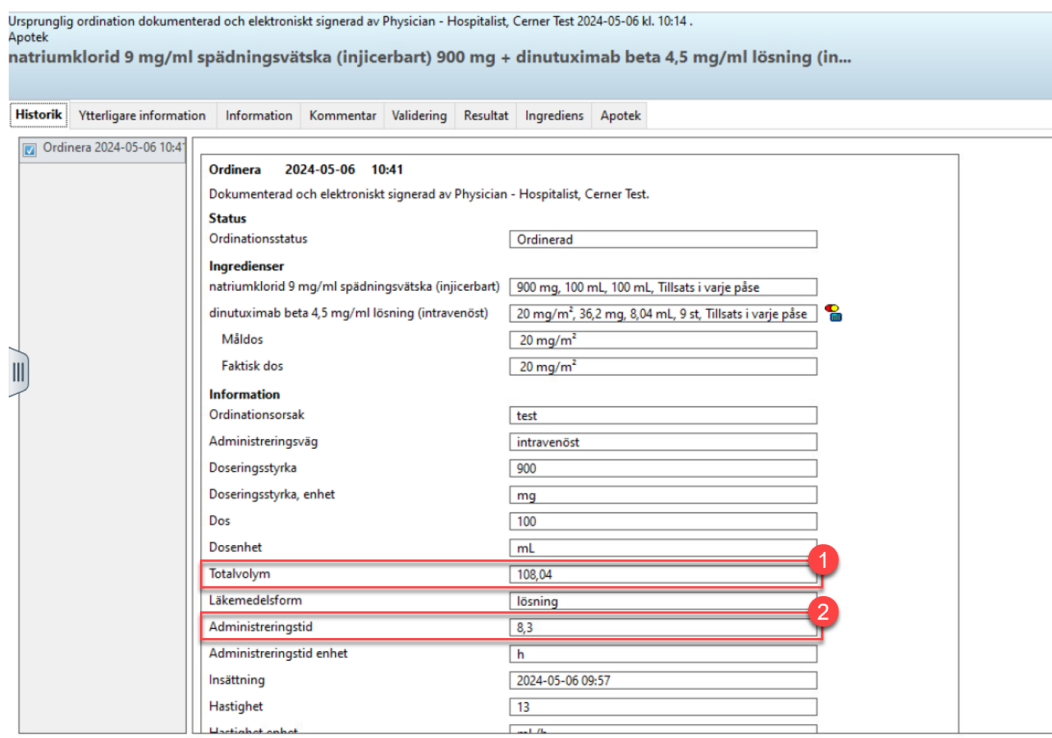 Ursprunglig ordination dokumenterad och elektroniskt signerad av Physician - Hospitalist, Cerner Test 2024-05-06 kl. 10:14 .
Apotek
natriumklorid 9 mg/ml spädningsvätska (injicerbart) 900 mg + dinutuximab beta 4,5 mg/ml lösning (in...
Historik Ytterligare information Information Kommentar Validering Resultat Ingrediens Apotek
Ordinera 2024-05-06 10:41
Ordinera 2024-05-06 10:41
Dokumenterad och elektroniskt signerad av Physician - Hospitalist, Cerner Test.
Status
Ordinationsstatus Ordinerad
Ingredienser
natriumklorid 9 mg/ml spädningsvätska (injicerbart) 900 mg, 100 mL, 100 mL, Tillsats i varje påse
dinutuximab beta 4,5 mg/ml lösning (intravenöst) 20 mg/m², 36,2 mg, 8,04 mL, 9 st, Tillsats i varje påse
Måldos 20 mg/m²
Faktisk dos 20 mg/m²
Information
Ordinationsorsak test
Administreringsväg intravenöst
Doseringsstyrka 900
Doseringsstyrka, enhet mg
Dos 100
Dosenhet mL
1
Totalvolym 108,04
Läkemedelsform lösning
2
Administreringstid 8,3
Administreringstid enhet h
Insättning 2024-05-06 09:57
Hastighet 13
Hastighet enhet mL/h